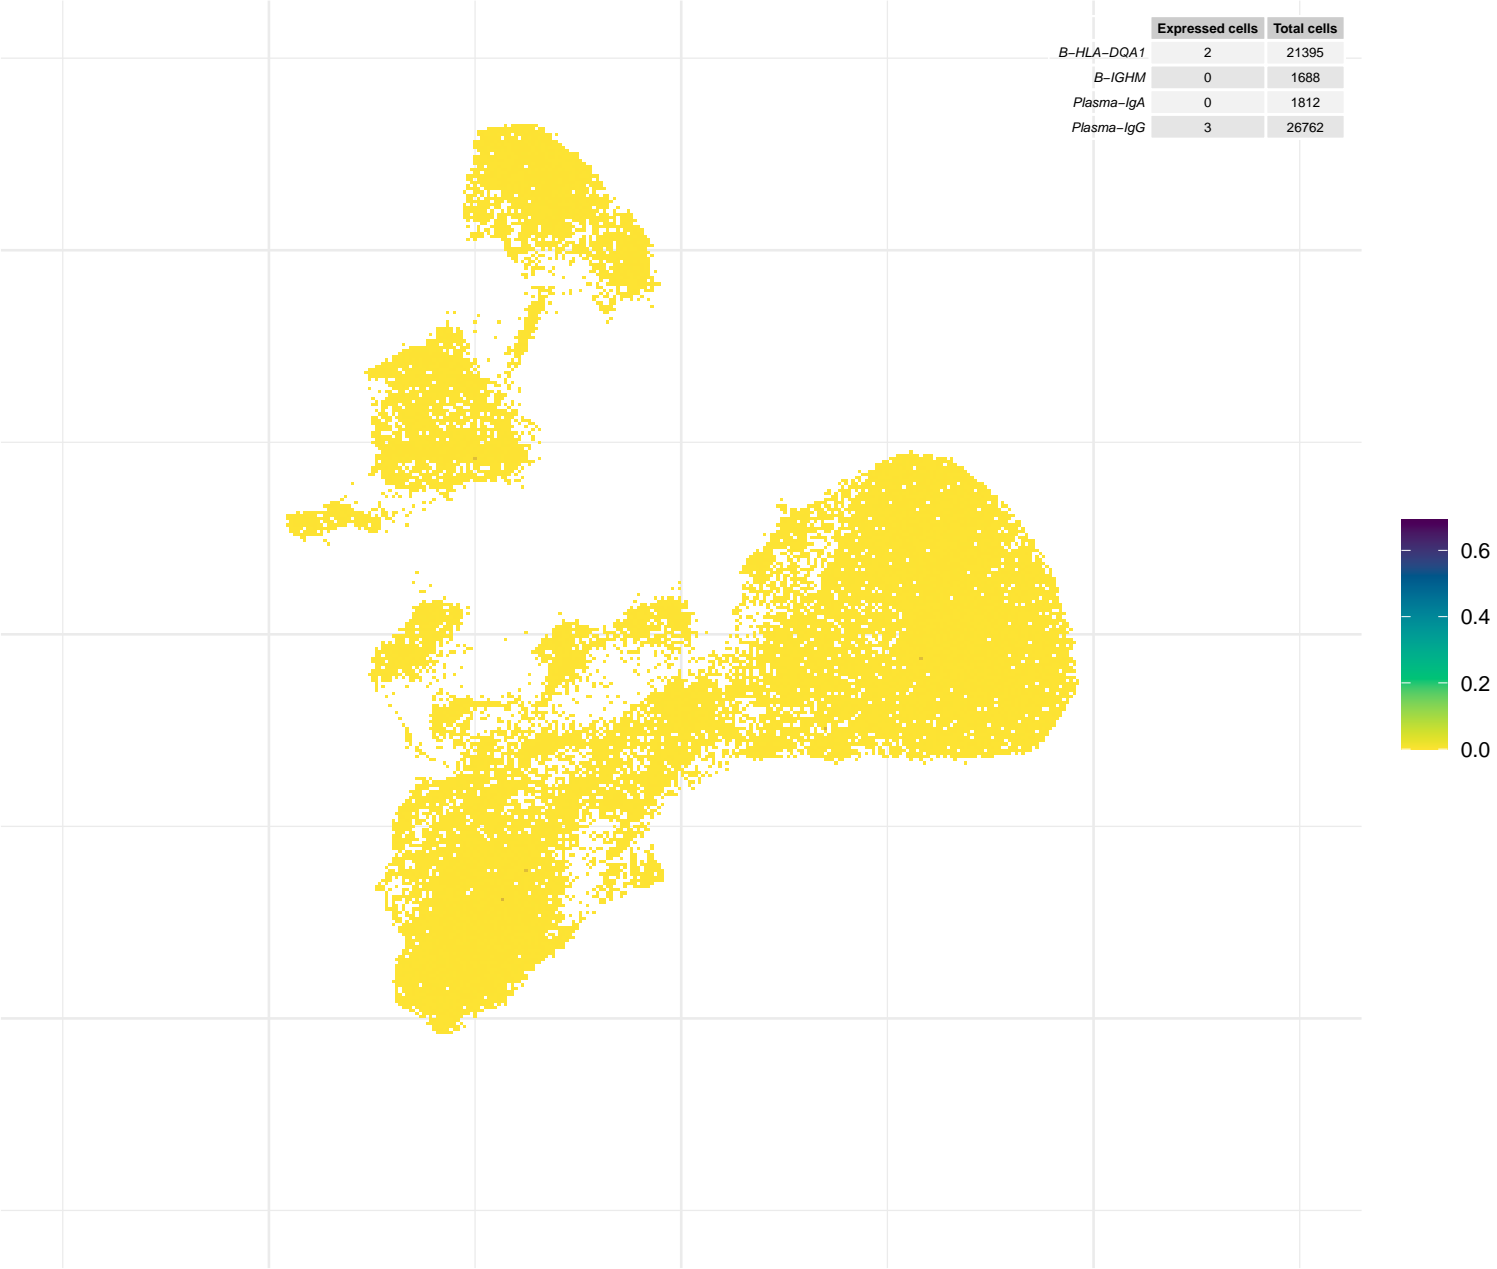 Expressed cells Total cells
B−HLA−DQA1 2 21395
B−IGHM 0 1688
Plasma−IgA 0 1812
Plasma−IgG 3 26762
0.6
0.4
0.2
0.0